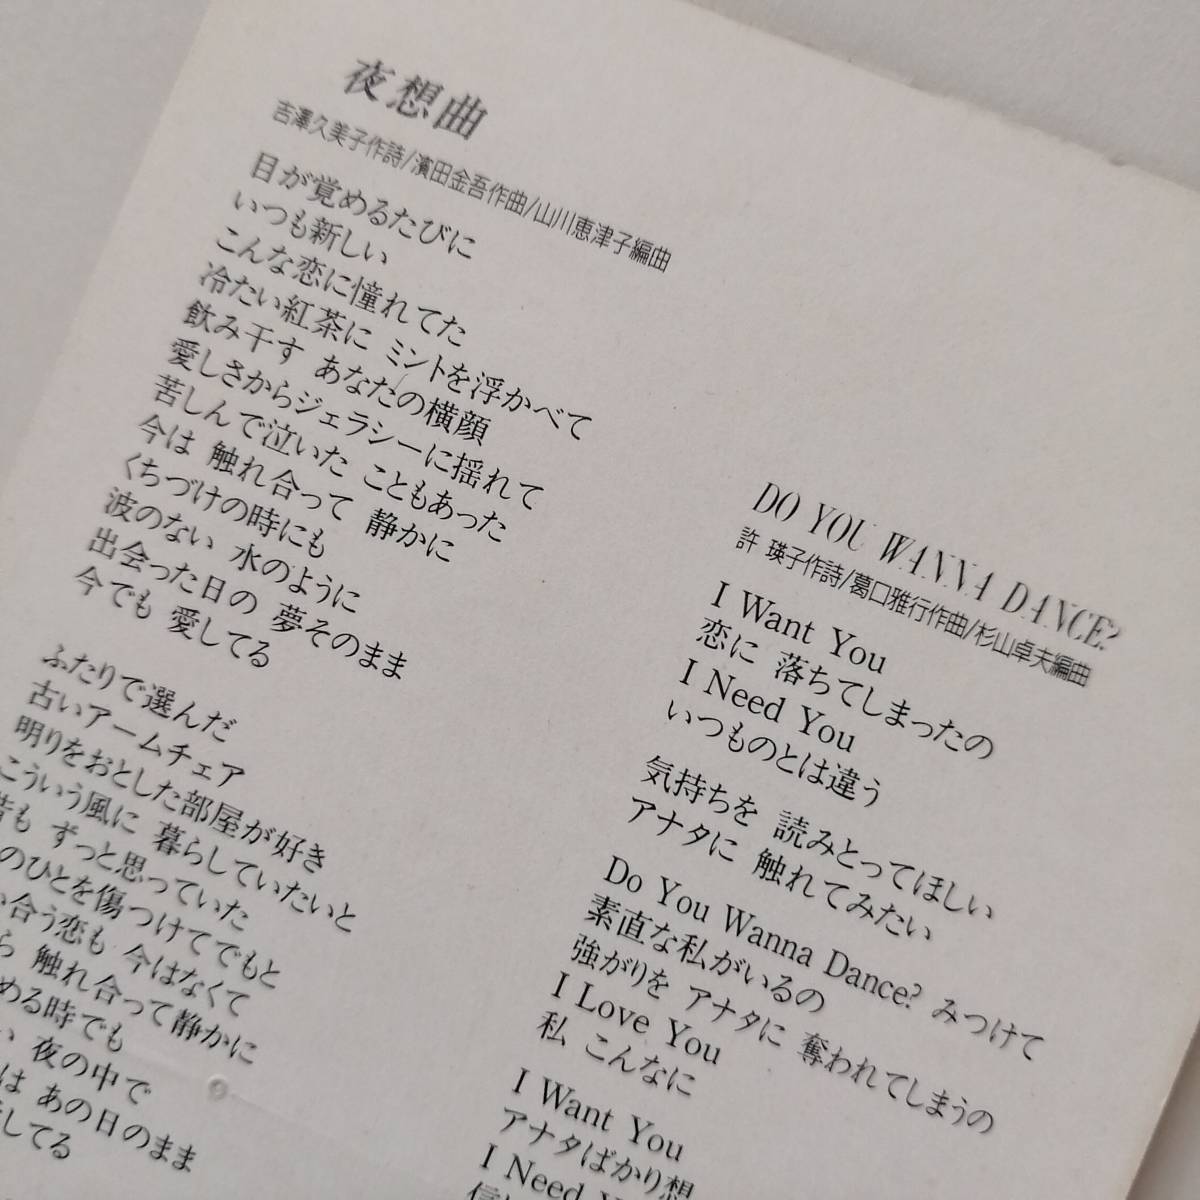 夜想曲
吉澤久美子作詩/濱田金吾作曲/山川恵津子編曲
目が覚めるたびに
いつも新しい
こんな恋に憧れてた
冷たい紅茶に ミントを浮かべて
飲み干す あなたの横顔
愛しさからジェラシーに揺れて
苦しんで泣いた こともあった
今は 触れ合って 静かに
くちづけの時にも
波のない 水のように
出会った日の 夢そのまま
今でも 愛してる
ふたりで選んだ
古いアームチェア
明りをおとした部屋が好き
こういう風に 暮らしていたいと
昔も ずっと思っていた
のひとを傷つけてでもと
合う恋も 今はなくて
ら 触れ合って静かに
める時でも
い 夜の中で
は あの日のまま
してる
DO YOU WANNA DANCE?
許 瑛子作詩/葛口雅行作曲/杉山卓夫編曲
I Want You
恋に 落ちてしまったの
I Need You
いつものとは違う
気持ちを 読みとってほしい
アナタに 触れてみたい
Do You Wanna Dance? みつけて
素直な私がいるの
強がりを アナタに 奪われてしまうの
I Love You
私 こんなに
I Want You
アナタばかり想
I Need Y
信じ